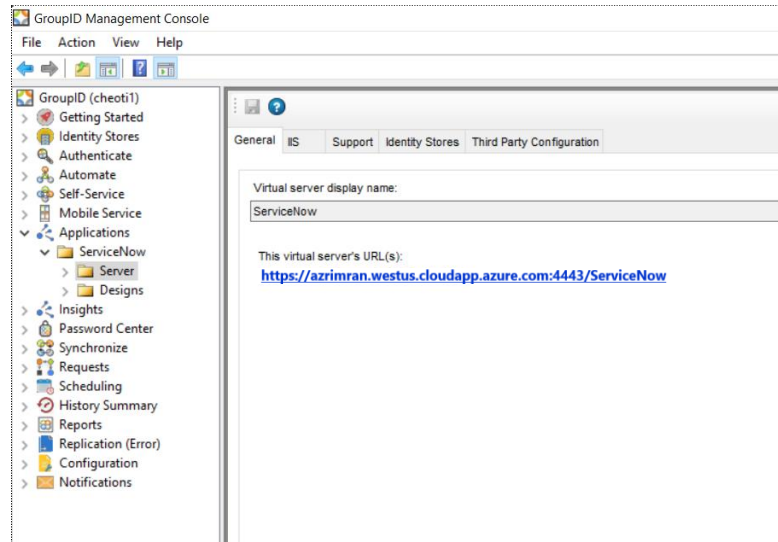 GroupID Management Console
File Action View Help
GroupID (cheoti1)
Getting Started
Identity Stores
Authenticate
Automate
Self-Service
Mobile Service
Applications
ServiceNow
Server
Designs
Insights
Password Center
Synchronize
Requests
Scheduling
History Summary
Reports
Replication (Error)
Configuration
Notifications
General IIS Support Identity Stores Third Party Configuration
Virtual server display name:
ServiceNow
This virtual server's URL(s):
https://azrimran.westus.cloudapp.azure.com:4443/ServiceNow